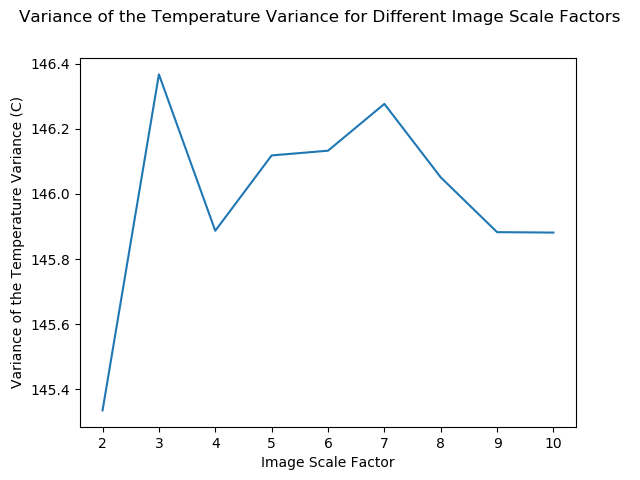 Variance of the Temperature Variance for Different Image Scale Factors
146.4
146.2
146.0
145.8
145.6
145.4
Variance of the Temperature Variance (C)
2 3 4 5 6 7 8 9 10
Image Scale Factor